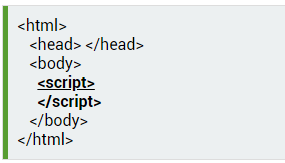 <html>
<head> </head>
<body>
<script>
</script>
</body>
</html>